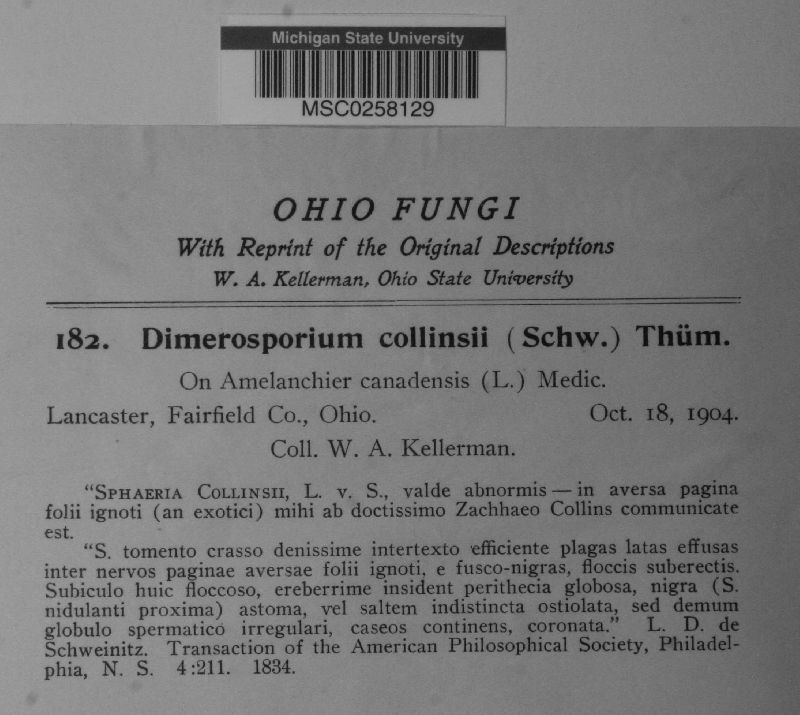 Michigan State University
MSC0258129
OHIO FUNGI
With Reprint of the Original Descriptions
W. A. Kellerman, Ohio State University
182. Dimerosporium collinsii (Schw.) Thüm.
On Amelanchier canadensis (L.) Medic.
Lancaster, Fairfield Co., Ohio. Oct. 18, 1904.
Coll. W. A. Kellerman.
"SPHAERIA COLLINSII, L. v. S., valde abnormis — in aversa pagina
folii ignoti (an exotici) mihi ab doctissimo Zachhaeo Collins communicate
est.
"S. tomento crasso denissime intertexto efficiente plagas latas effusas
inter nervos paginae aversae folii ignoti, e fusco-nigras, floccis suberectis.
Subiculo huic floccoso, ereberrime insident perithecia globosa, nigra (S.
nidulanti proxima) astoma, vel saltem indistincta ostiolata, sed demum
globulo spermatico irregulari, caseos continens, coronata." L. D. de
Schweinitz. Transaction of the American Philosophical Society, Philadel-
phia, N. S. 4:211. 1834.